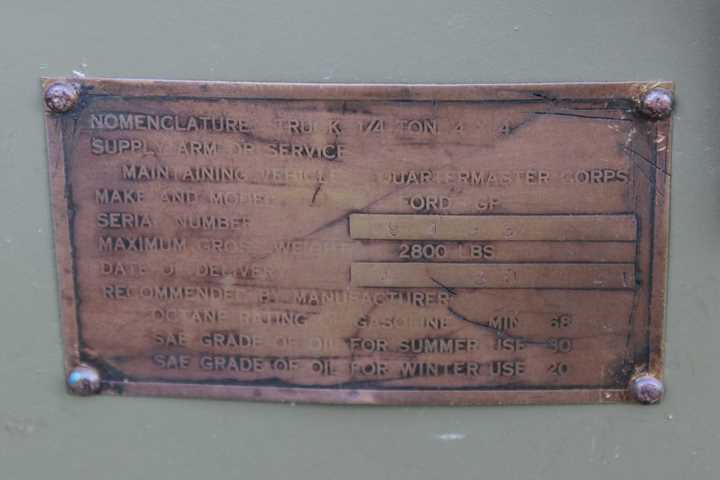 NOMENCLATURE TRUCK 1/4 TON 4 X 4
SUPPLY ARM OR SERVICE
MAINTAINING VEHICLE QUARTERMASTER CORPS
MAKE AND MODEL FORD GP
SERIAL NUMBER
MAXIMUM GROSS WEIGHT 2800 LBS
DATE OF DELIVERY
RECOMMENDED BY MANUFACTURER
OCTANE RATING OF GASOLINE MIN 68
SAE GRADE OF OIL FOR SUMMER USE 30
SAE GRADE OF OIL FOR WINTER USE 20